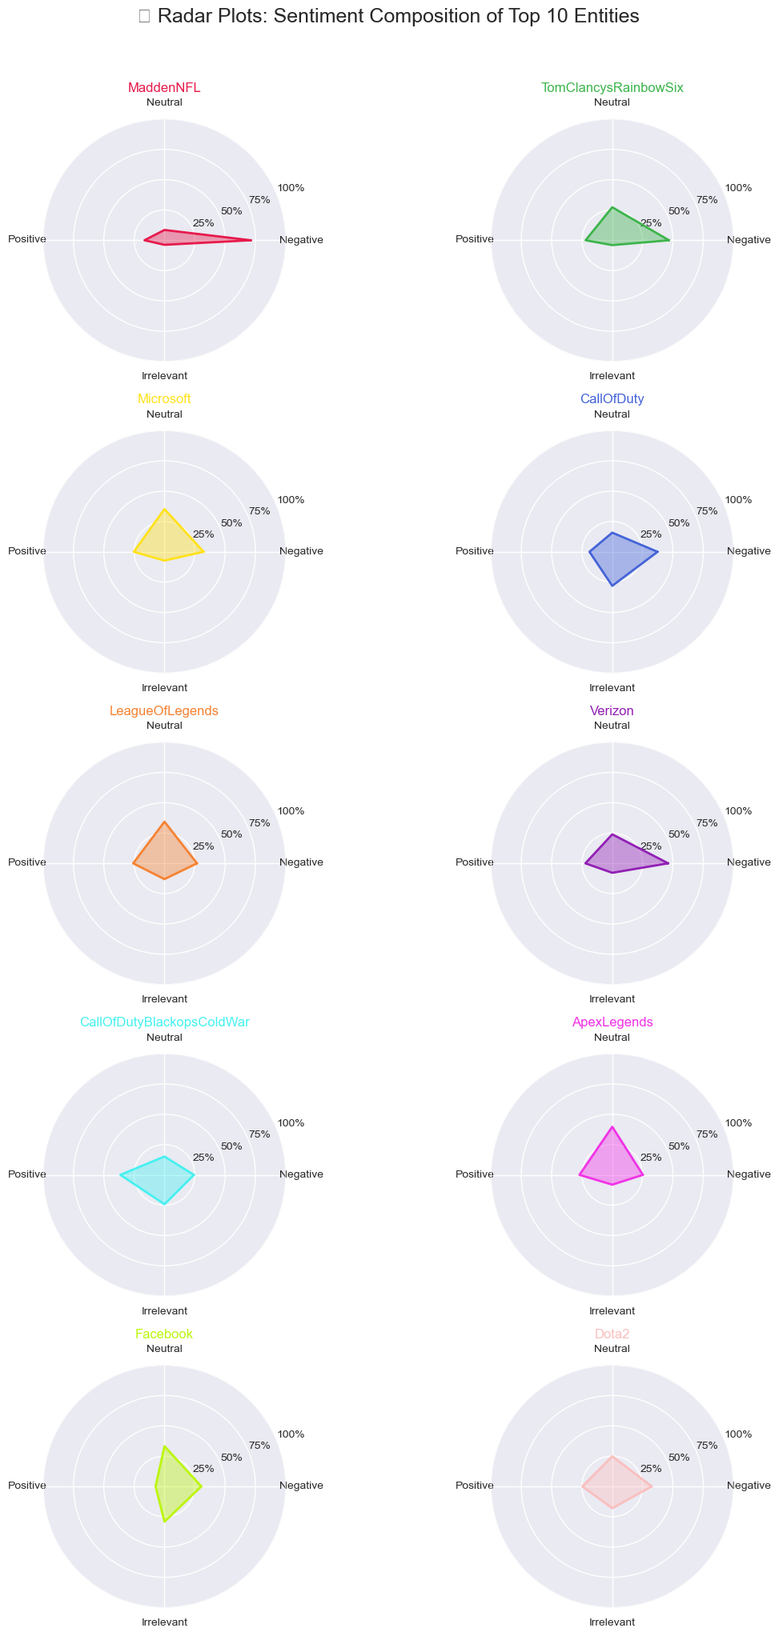 Radar Plots: Sentiment Composition of Top 10 Entities
MaddenNFL
Neutral
100%
75%
50%
25%
Positive
Negative
Irrelevant
TomClancysRainbowSix
Neutral
100%
75%
50%
25%
Positive
Negative
Irrelevant
Microsoft
Neutral
100%
75%
50%
25%
Positive
Negative
Irrelevant
CallOfDuty
Neutral
100%
75%
50%
25%
Positive
Negative
Irrelevant
LeagueOfLegends
Neutral
100%
75%
50%
25%
Positive
Negative
Irrelevant
Verizon
Neutral
100%
75%
50%
25%
Positive
Negative
Irrelevant
CallOfDutyBlackopsColdWar
Neutral
100%
75%
50%
25%
Positive
Negative
Irrelevant
ApexLegends
Neutral
100%
75%
50%
25%
Positive
Negative
Irrelevant
Facebook
Neutral
100%
75%
50%
25%
Positive
Negative
Irrelevant
Dota2
Neutral
100%
75%
50%
25%
Positive
Negative
Irrelevant